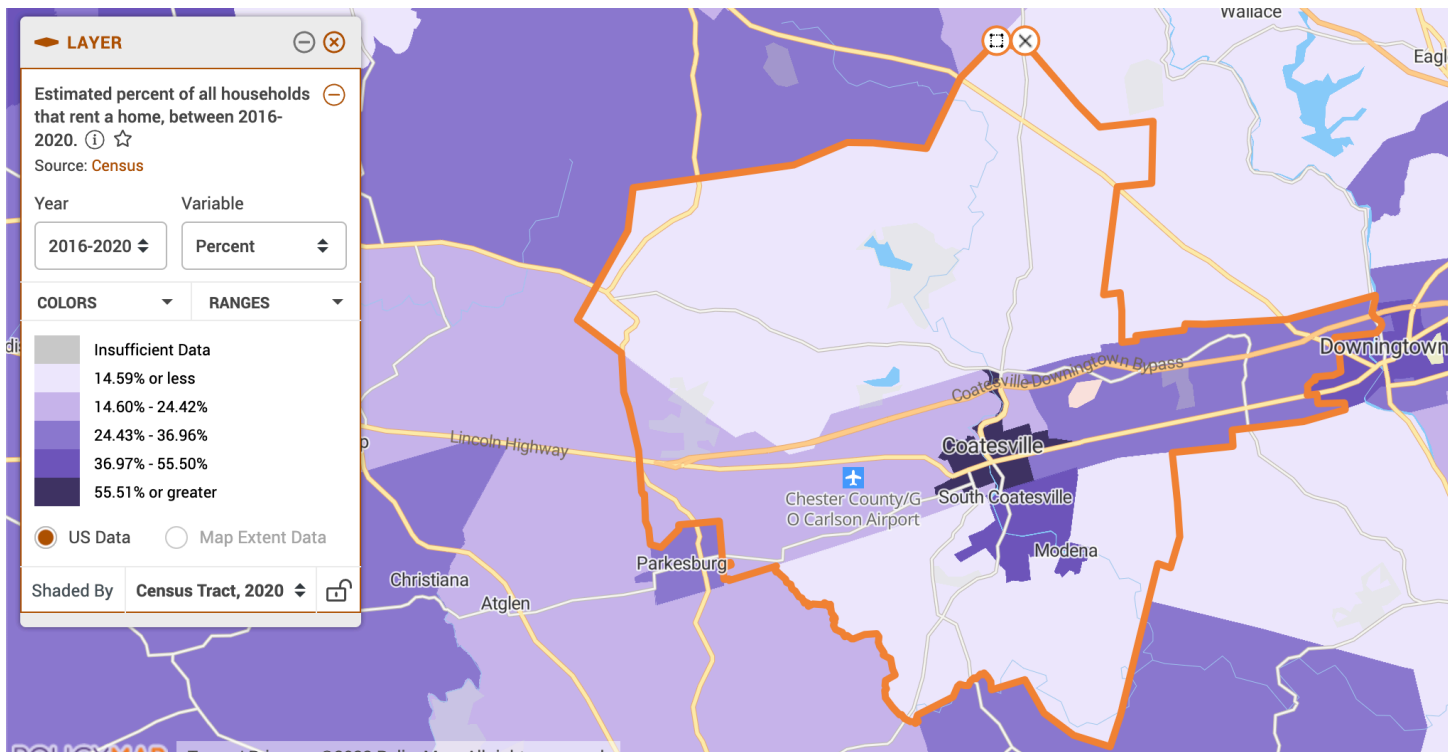 LAYER
Estimated percent of all households
that rent a home, between 2016-
2020.
Source: Census
Year
Variable
2016-2020
Percent
COLORS
RANGES
Insufficient Data
14.59% or less
14.60% - 24.42%
24.43% - 36.96%
36.97% - 55.50%
55.51% or greater
US Data
Map Extent Data
Shaded By
Census Tract, 2020
Wallace
Eagl
Downingtown
Coatesville Downingtown Bypass
Lincoln Highway
Coatesville
Chester County/G
O Carlson Airport
South Coatesville
Modena
Parkesburg
Christiana
Atglen